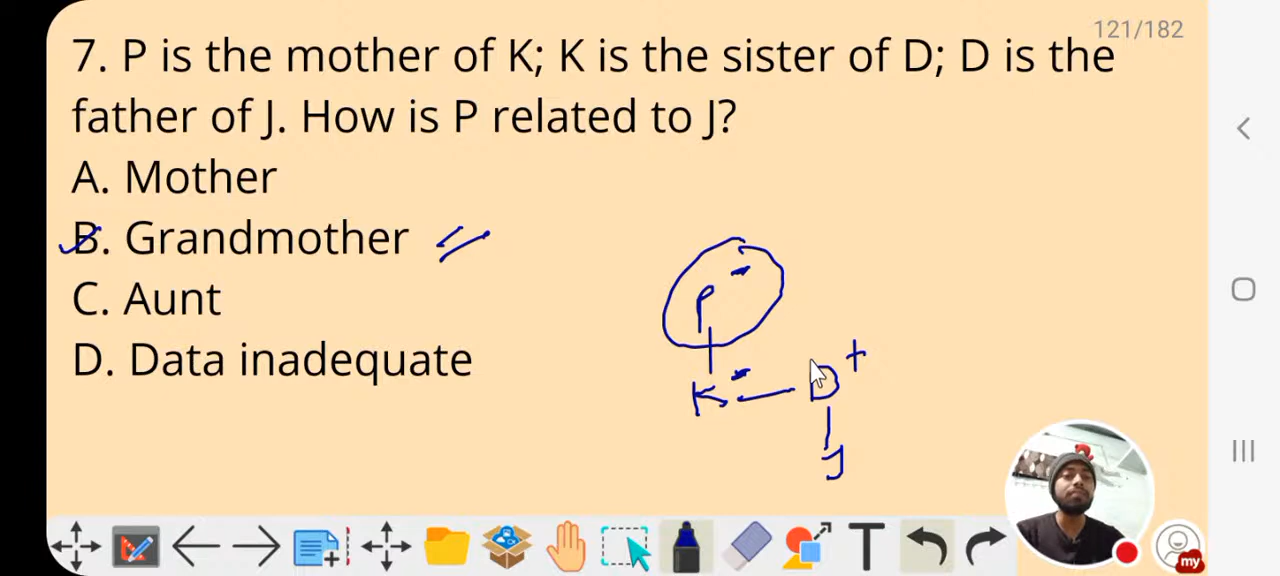 121/182
7. P is the mother of K; K is the sister of D; D is the
father of J. How is P related to J?
A. Mother
B. Grandmother
C. Aunt
D. Data inadequate
P -
K - — D +
J
T
my